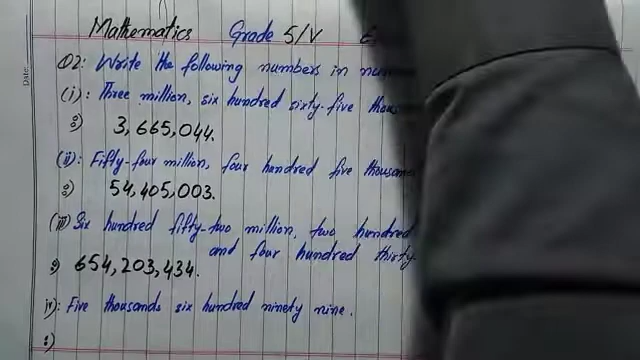 Mathematics Grade 5/V
Date:
Q2: Write the following numbers in
(i): Three million, six hundred sixty-five
:) 3,665,044.
(ii): Fifty-four million, four hundred five thousand
:) 54,405,003.
(iii) Six hundred fifty-two million, two hundred
and four hundred thirty-
:) 654,203,434.
iv): Five thousands six hundred ninety nine.
:)